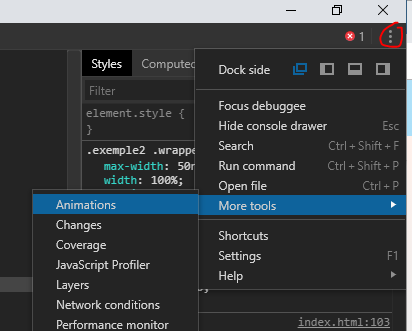 1
Styles
Computed
Filter
element.style {
}
.exemple2 .wrappe
max-width: 50
width: 100%;
index.html:103
Dock side
Focus debuggee
Hide console drawer Esc
Search Ctrl + Shift + F
Run command Ctrl + Shift + P
Open file Ctrl + P
More tools
Shortcuts
Settings F1
Help
Animations
Changes
Coverage
JavaScript Profiler
Layers
Network conditions
Performance monitor